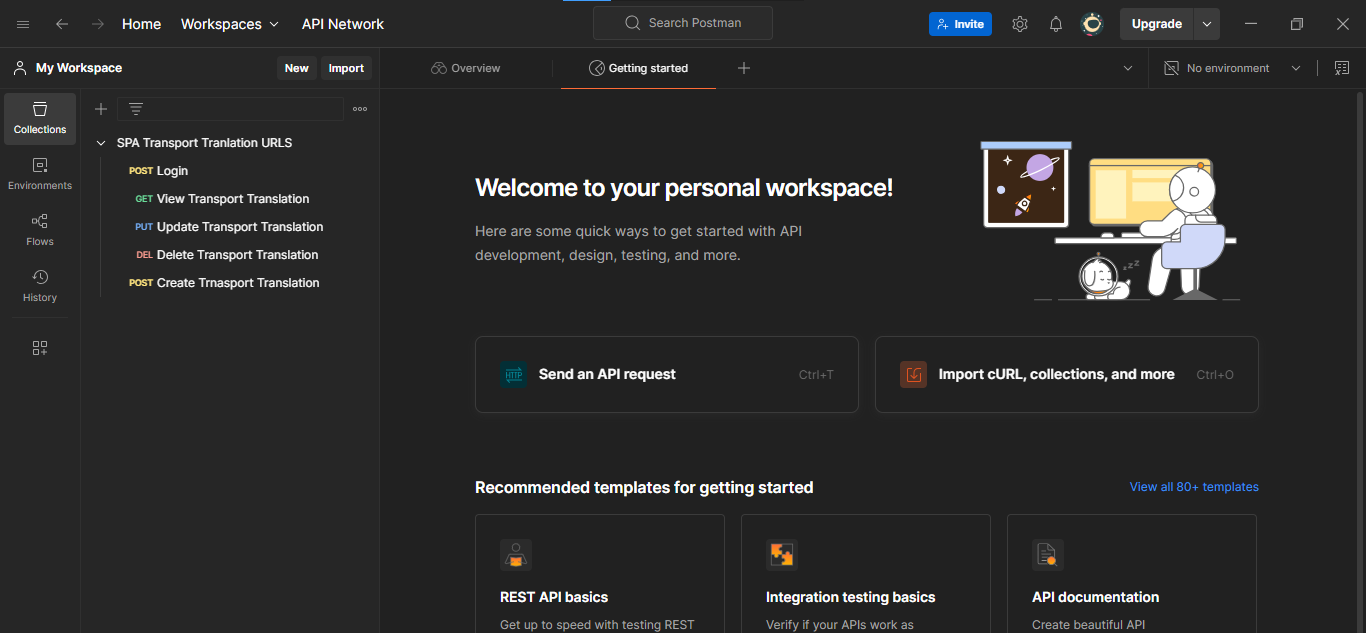 Home
Workspaces
API Network
Search Postman
Invite
Upgrade
My Workspace
New
Import
Overview
Getting started
No environment
Collections
Environments
Flows
History
SPA Transport Tranlation URLS
POST Login
GET View Transport Translation
PUT Update Transport Translation
DEL Delete Transport Translation
POST Create Trnasport Translation
Welcome to your personal workspace!
Here are some quick ways to get started with API
development, design, testing, and more.
zzz
HTTP
Send an API request
Ctrl+T
Import cURL, collections, and more
Ctrl+O
Recommended templates for getting started
View all 80+ templates
REST API basics
Get up to speed with testing REST
Integration testing basics
Verify if your APIs work as
API documentation
Create beautiful API